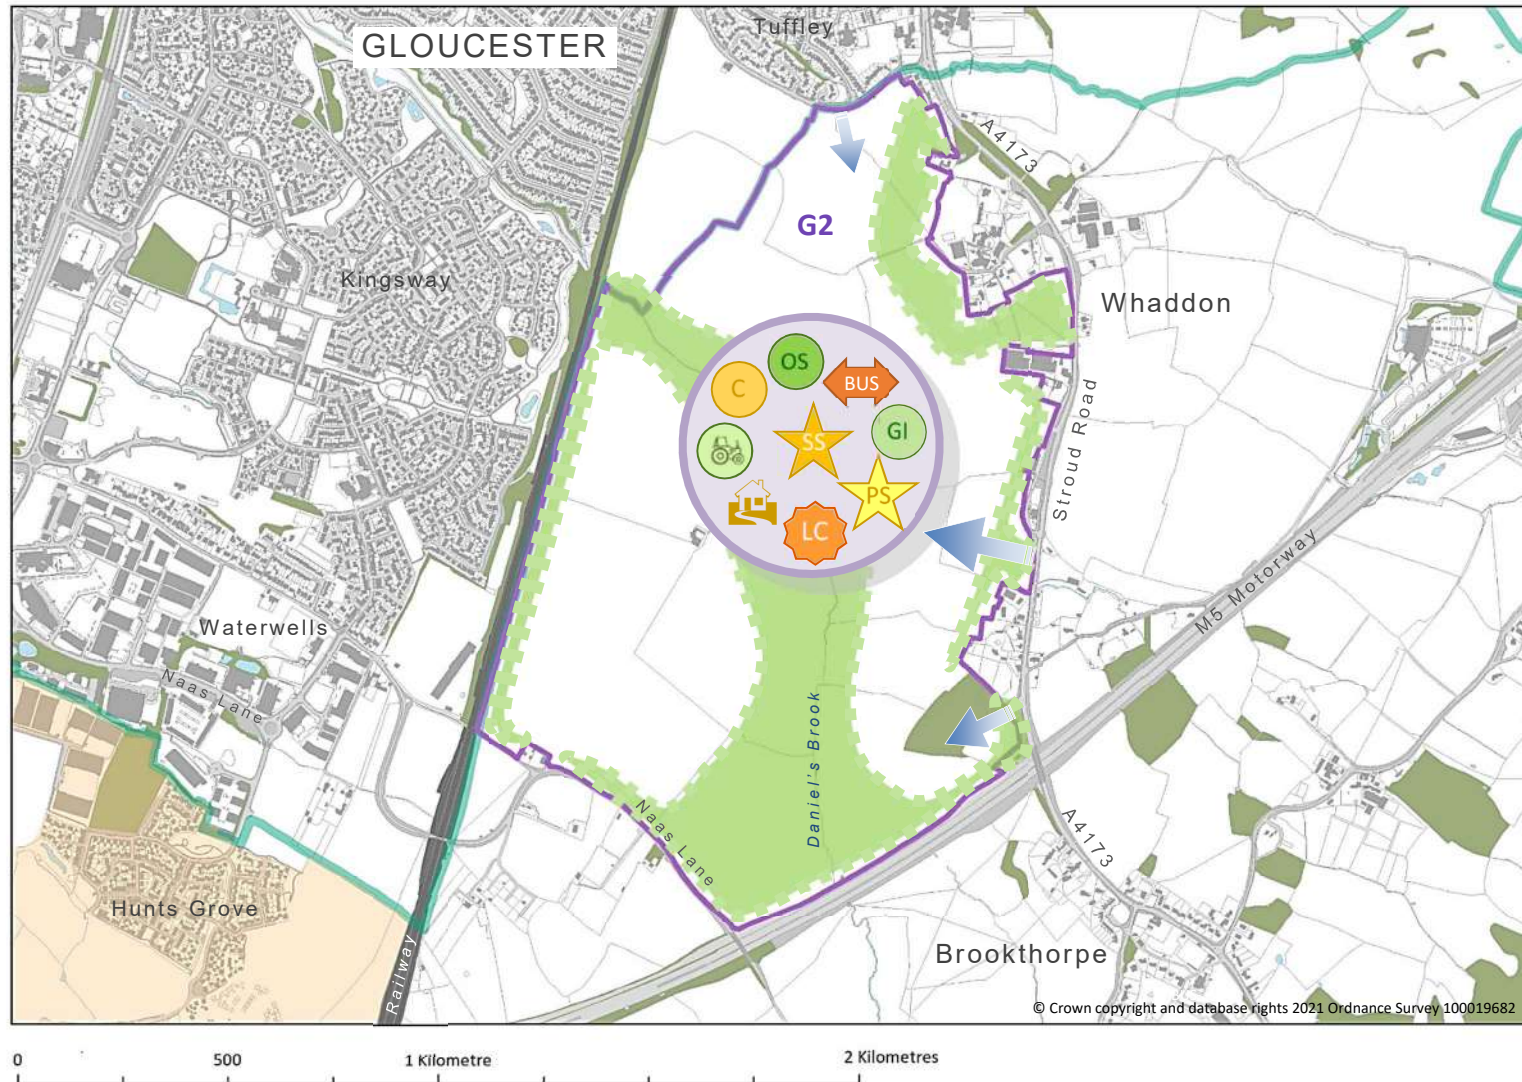 Tuffley
GLOUCESTER
A4173
G2
Kingsway
Whaddon
OS
BUS
C
GI
SS
PS
LC
Stroud Road
M5 Motorway
Waterwells
Naas Lane
Daniel's Brook
Naas Lane
A4173
Hunts Grove
Railway
Brookthorpe
© Crown copyright and database rights 2021 Ordnance Survey 100019682
0 500 1 Kilometre 2 Kilometres